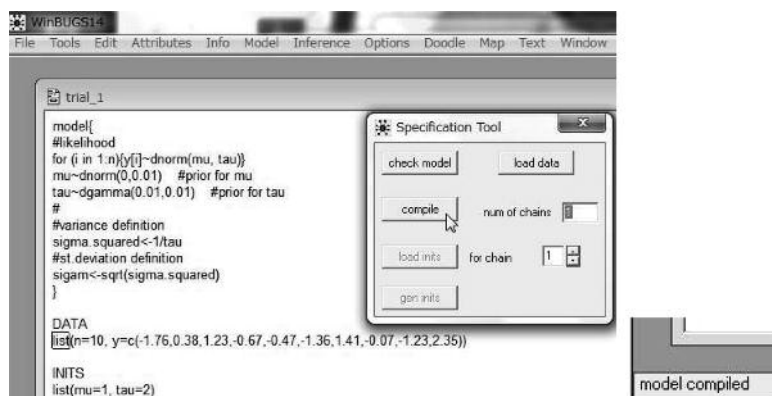 WinBUGS14
File Tools Edit Attributes Info Model Inference Options Doodle Map Text Window
trial_1
model{
#likelihood
for (i in 1:n){y[i]~dnorm(mu, tau)}
mu~dnorm(0,0.01) #prior for mu
tau~dgamma(0.01,0.01) #prior for tau
#
#variance definition
sigma.squared<-1/tau
#st.deviation definition
sigam<-sqrt(sigma.squared)
}
DATA
list(n=10, y=c(-1.76,0.38,1.23,-0.67,-0.47,-1.36,1.41,-0.07,-1.23,2.35))
INITS
list(mu=1, tau=2)
Specification Tool
check model load data
compile num of chains
load inits for chain 1
gen inits
model compiled